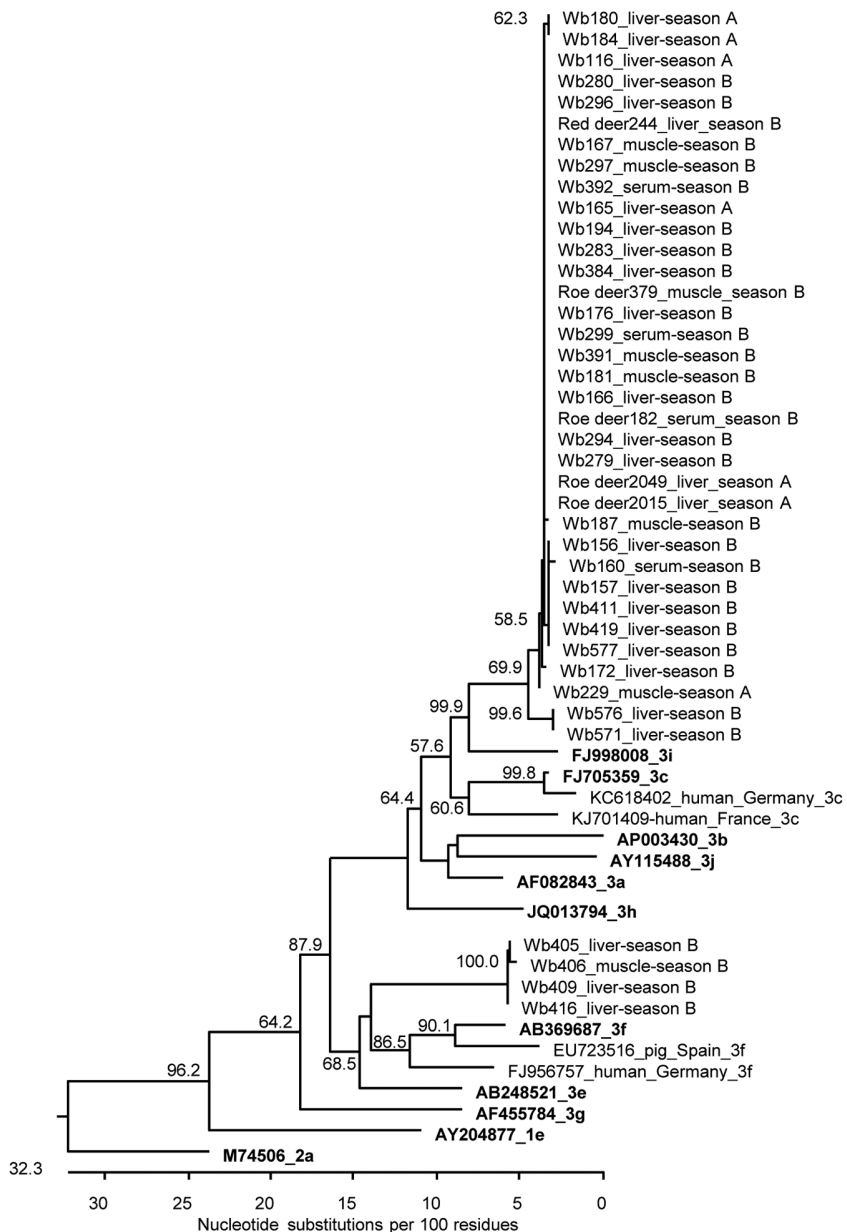 62.3
Wb180_liver-season A
Wb184_liver-season A
Wb116_liver-season A
Wb280_liver-season B
Wb296_liver-season B
Red deer244_liver_season B
Wb167_muscle-season B
Wb297_muscle-season B
Wb392_serum-season B
Wb165_liver-season A
Wb194_liver-season B
Wb283_liver-season B
Wb384_liver-season B
Roe deer379_muscle_season B
Wb176_liver-season B
Wb299_serum-season B
Wb391_muscle-season B
Wb181_muscle-season B
Wb166_liver-season B
Roe deer182_serum_season B
Wb294_liver-season B
Wb279_liver-season B
Roe deer2049_liver_season A
Roe deer2015_liver_season A
Wb187_muscle-season B
Wb156_liver-season B
Wb160_serum-season B
Wb157_liver-season B
Wb411_liver-season B
58.5
Wb419_liver-season B
Wb577_liver-season B
69.9
Wb172_liver-season B
Wb229_muscle-season A
99.9
99.6
Wb576_liver-season B
Wb571_liver-season B
57.6
FJ998008_3i
99.8
FJ705359_3c
64.4
KC618402_human_Germany_3c
60.6
KJ701409-human_France_3c
AP003430_3b
AY115488_3j
AF082843_3a
JQ013794_3h
87.9
Wb405_liver-season B
100.0
Wb406_muscle-season B
Wb409_liver-season B
Wb416_liver-season B
64.2
90.1
AB369687_3f
86.5
EU723516_pig_Spain_3f
68.5
FJ956757_human_Germany_3f
96.2
AB248521_3e
AF455784_3g
AY204877_1e
M74506_2a
32.3
30 25 20 15 10 5 0
Nucleotide substitutions per 100 residues